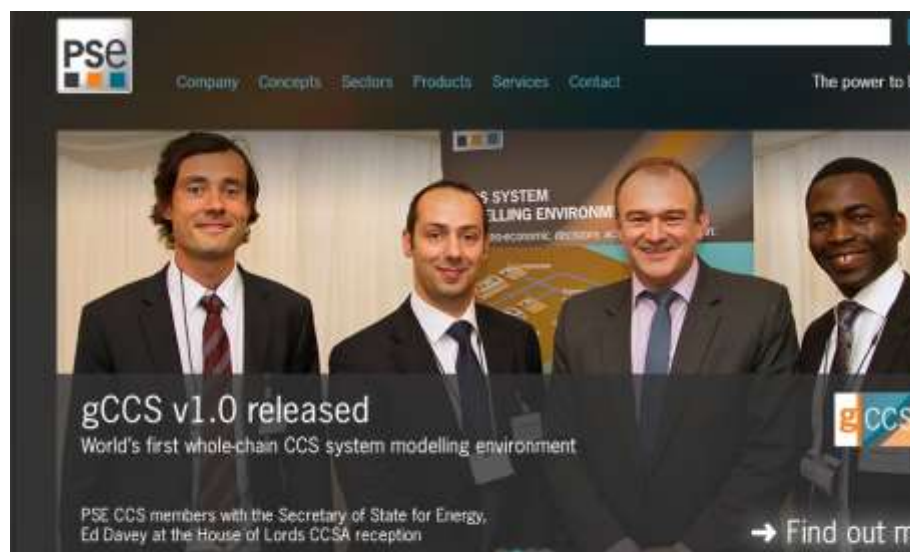 PSe
Company Concepts Sectors Products Services Contact
The power to
S SYSTEM
ELLING ENVIRONM
gCCS v1.0 released
World's first whole-chain CCS system modelling environment
gCCS
PSE CCS members with the Secretary of State for Energy,
Ed Davey at the House of Lords CCSA reception
→ Find out m